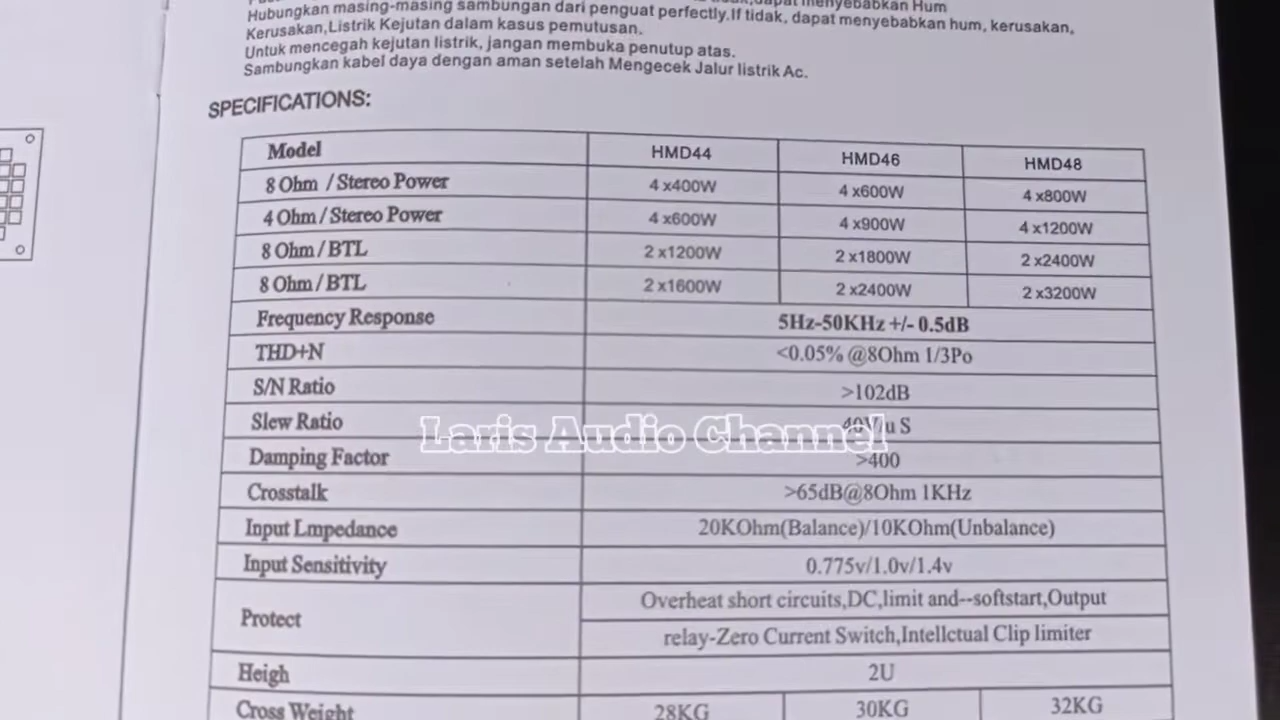 dapat menyebabkan Hum
Hubungkan masing-masing sambungan dari penguat perfectly.If tidak, dapat menyebabkan hum, kerusakan,
Kerusakan,Listrik Kejutan dalam kasus pemutusan.
Untuk mencegah kejutan listrik, jangan membuka penutup atas.
Sambungkan kabel daya dengan aman setelah Mengecek Jalur listrik Ac.
SPECIFICATIONS:
Model HMD44 HMD46 HMD48
8 Ohm / Stereo Power 4 x400W 4 x600W 4 x800W
4 Ohm / Stereo Power 4 x600W 4 x900W 4 x1200W
8 Ohm / BTL 2 x1200W 2 x1800W 2 x2400W
8 Ohm / BTL 2 x1600W 2 x2400W 2 x3200W
Frequency Response 5Hz-50KHz +/- 0.5dB
THD+N <0.05% @8Ohm 1/3Po
S/N Ratio >102dB
Slew Ratio 40V/u S
Laris Audio Channel
Damping Factor >400
Crosstalk >65dB@8Ohm 1KHz
Input Lmpedance 20KOhm(Balance)/10KOhm(Unbalance)
Input Sensitivity 0.775v/1.0v/1.4v
Protect Overheat short circuits,DC,limit and--softstart,Output
relay-Zero Current Switch,Intellctual Clip limiter
Heigh 2U
Cross Weight 28KG 30KG 32KG